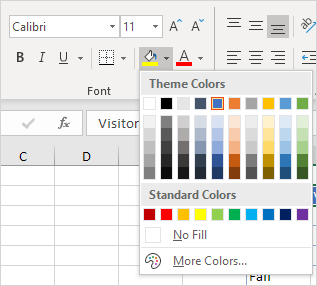 Calibri 11 A A
B I U A
Font
fx Visitor
Theme Colors
C D
Standard Colors
No Fill
More Colors...
Fall